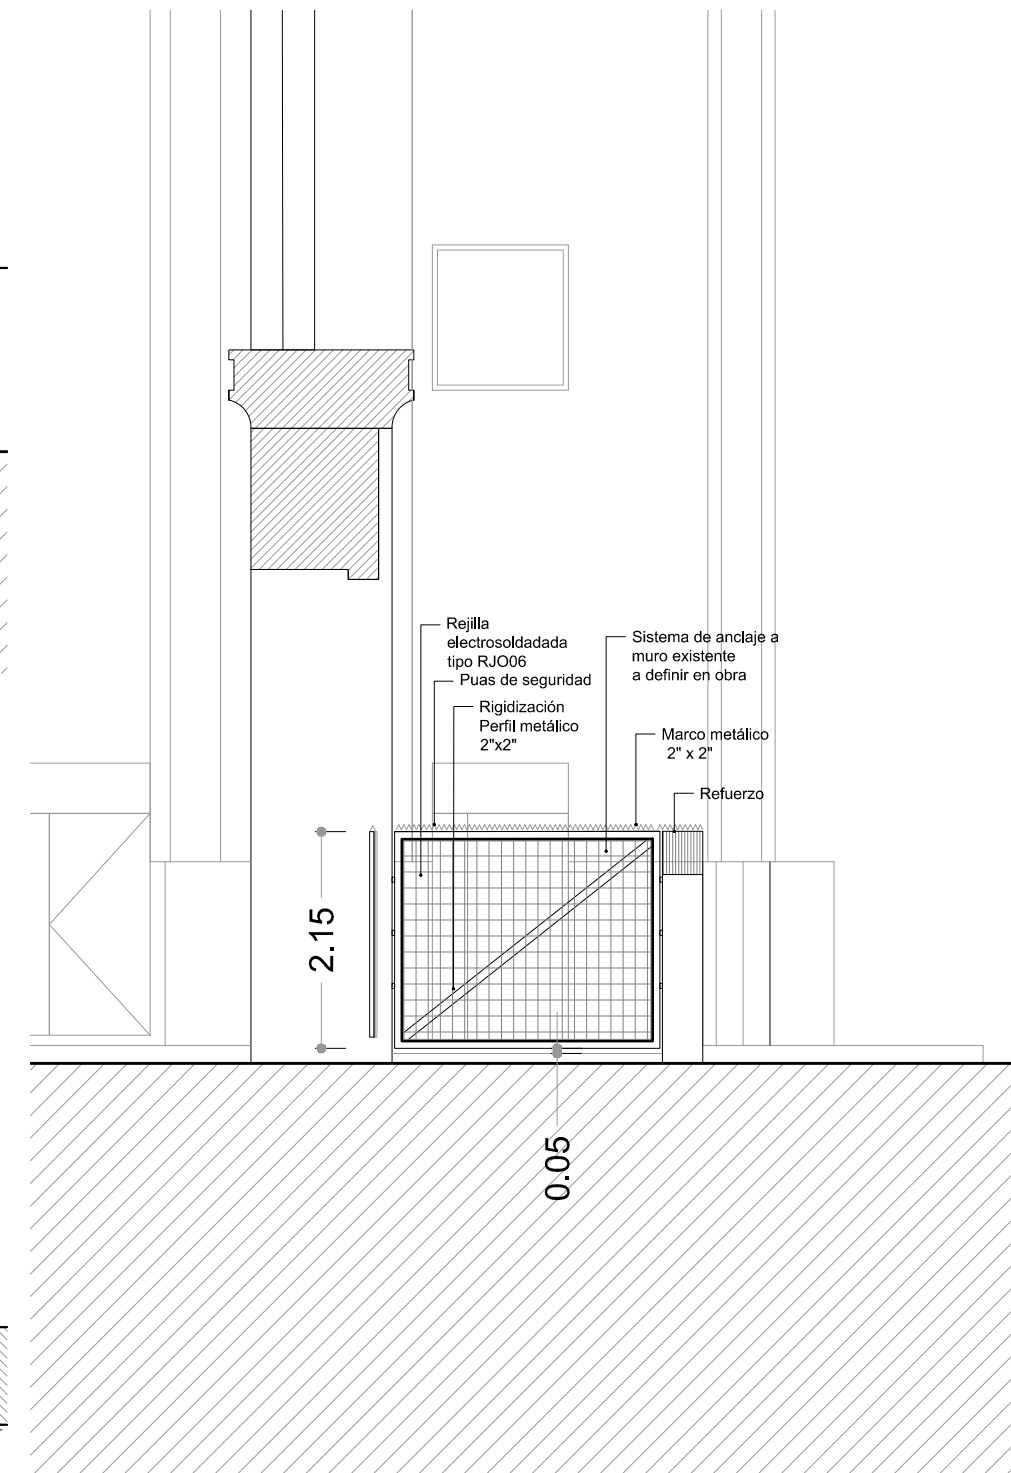 Rejilla
electrosoldadada
tipo RJO06
Puas de seguridad
Rigidización
Perfil metálico
2"x2"
Sistema de anclaje a
muro existente
a definir en obra
Marco metálico
2" x 2"
Refuerzo
2.15
0.05